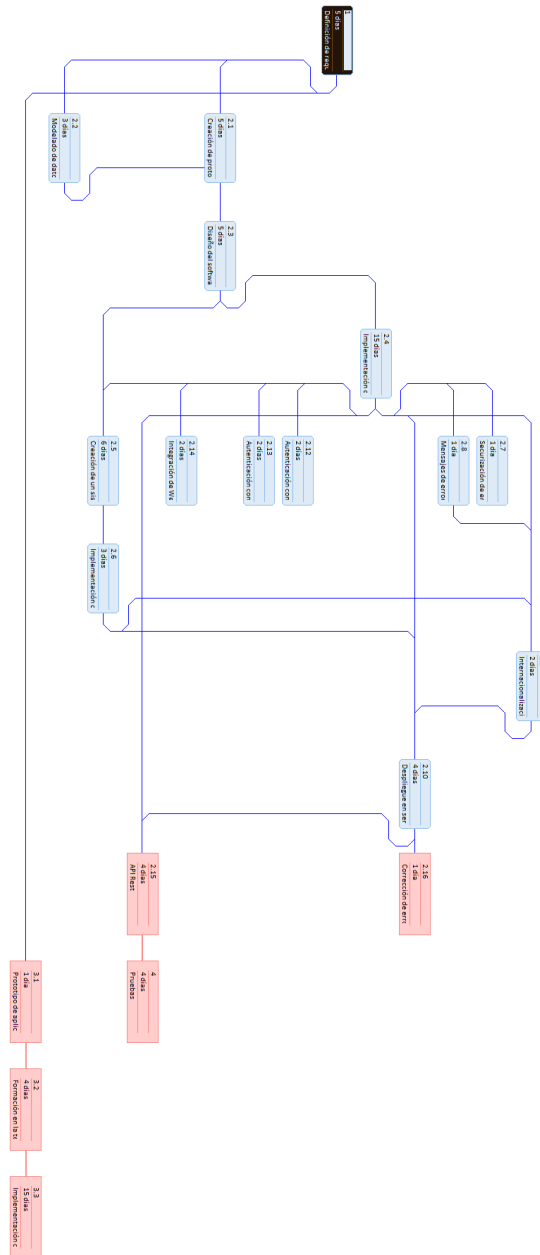 1
5 días
Definición de requ
2.2
3 días
Modelado de datc
2.1
5 días
Creación de proto
2.3
5 días
Diseño del softwa
2.4
15 días
Implementación c
2.5
6 días
Creación de un sis
2.14
2 días
Integración de We
2.13
2 días
Autenticación con
2.12
2 días
Autenticación con
2.8
1 día
Mensajes de error
2.7
1 día
Securización de er
2.6
3 días
Implementación c
2 días
Internacionalizaci
2.10
4 días
Despliegue en ser
2.15
4 días
API Rest
2.16
1 día
Corrección de errc
3.1
1 día
Prototipo de aplic
4
4 días
Pruebas
3.2
4 días
Formación en la te
3.3
15 días
Implementación c